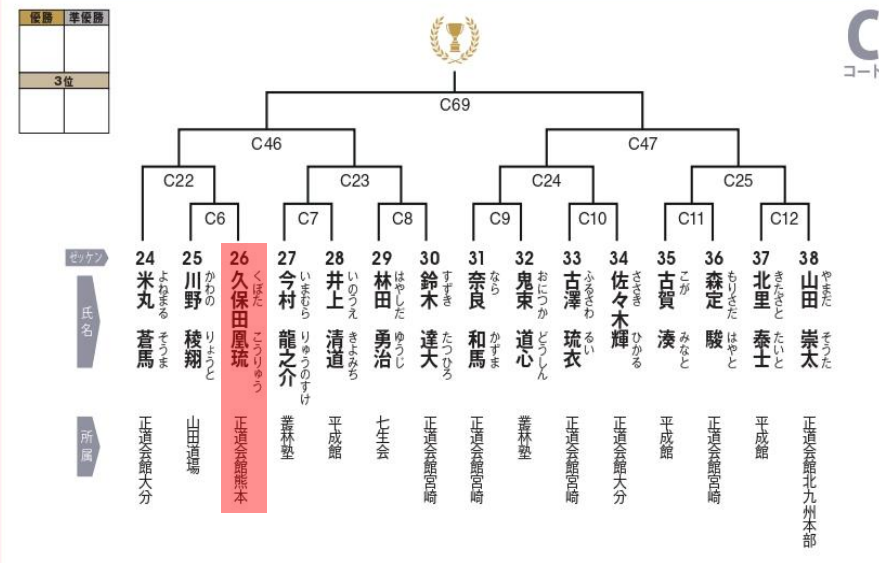 優勝 準優勝
3位
C
コート
C69
C46 C47
C22 C23 C24 C25
C6 C7 C8 C9 C10 C11 C12
ゼッケン
24 25 26 27 28 29 30 31 32 33 34 35 36 37 38
氏名
米丸 蒼馬 よねまる そうま
川野 稜翔 かわの りょうと
久保田凰琉 くぼた こうりゅう
今村 龍之介 いまむら りゅうのすけ
井上 清道 いのうえ きよみち
林田 勇治 はやしだ ゆうじ
鈴木 達大 すずき たつひろ
奈良 和馬 なら かずま
鬼束 道心 おにつか どうしん
古澤 琉衣 ふるさわ るい
佐々木輝 ささき ひかる
古賀 湊 こが みなと
森定 駿 もりさだ はやと
北里 泰士 きたざと たいと
山田 崇太 やまだ そうた
所属
正道会館大分
山田道場
正道会館熊本
叢林塾
平成館
七生会
正道会館宮崎
正道会館宮崎
叢林塾
正道会館宮崎
正道会館大分
平成館
正道会館宮崎
平成館
正道会館北九州本部